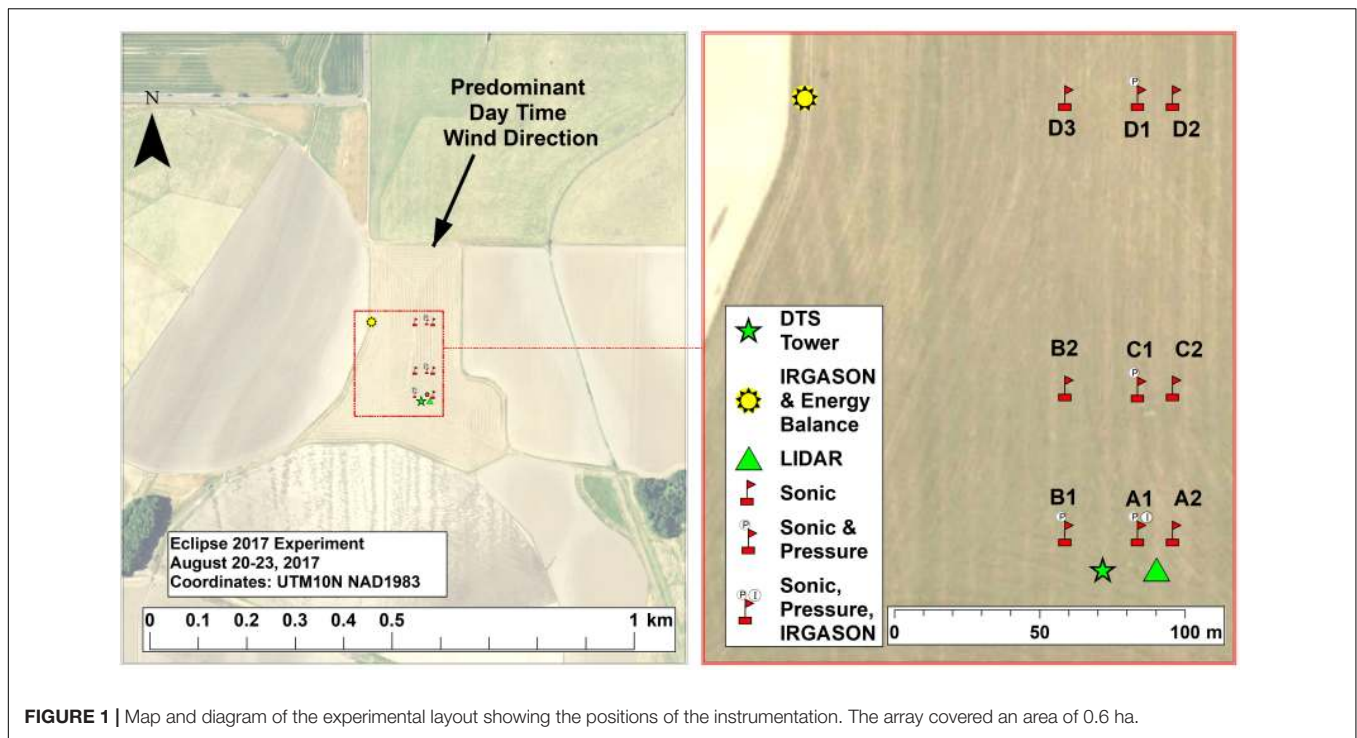 N
Predominant
Day Time
Wind Direction
Eclipse 2017 Experiment
August 20-23, 2017
Coordinates: UTM10N NAD1983
0 0.1 0.2 0.3 0.4 0.5 1 km
P
D3 D1 D2
B2 C1 C2
P
B1 A1 A2
P P I
DTS
Tower
IRGASON
& Energy
Balance
LIDAR
Sonic
P
Sonic &
Pressure
P I
Sonic,
Pressure,
IRGASON
0 50 100 m
FIGURE 1 | Map and diagram of the experimental layout showing the positions of the instrumentation. The array covered an area of 0.6 ha.